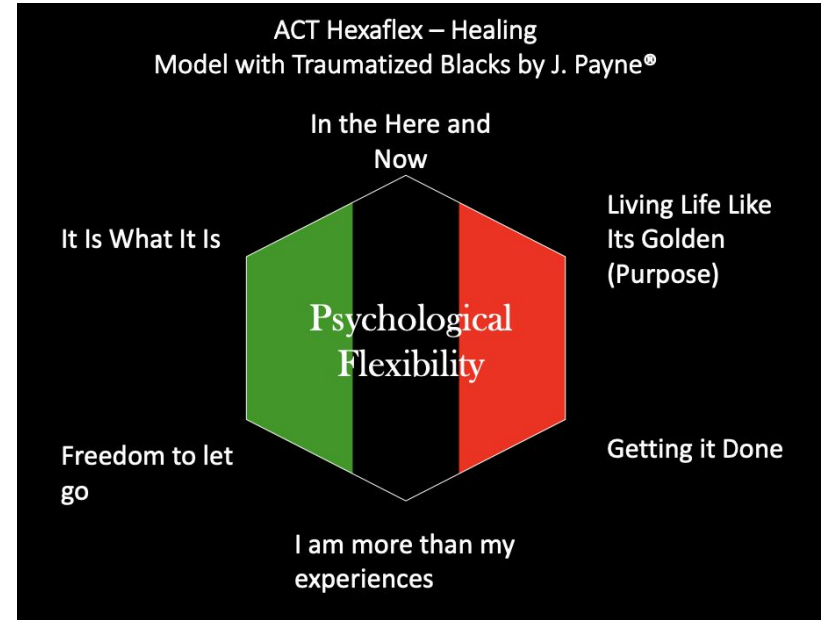 ACT Hexaflex – Healing
Model with Traumatized Blacks by J. Payne®
In the Here and
Now
It Is What It Is
Living Life Like
Its Golden
(Purpose)
Psychological
Flexibility
Freedom to let
go
Getting it Done
I am more than my
experiences